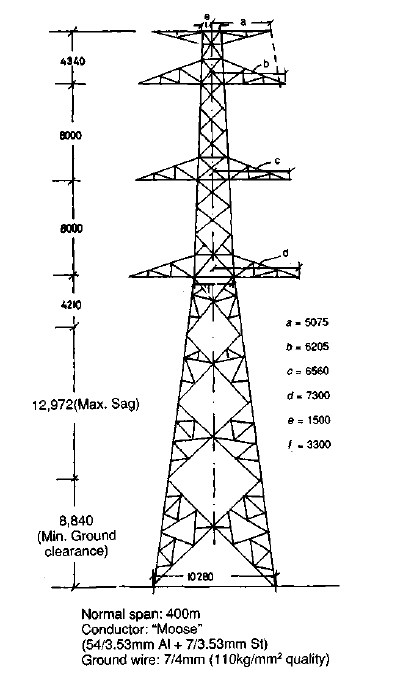 e
a
4340
b
8000
c
8000
d
4210
f
a = 5075
b = 6205
c = 6560
d = 7300
e = 1500
f = 3300
12,972(Max. Sag)
8,840
(Min. Ground
clearance)
10280
Normal span: 400m
Conductor: "Moose"
(54/3.53mm Al + 7/3.53mm St)
Ground wire: 7/4mm (110kg/mm² quality)